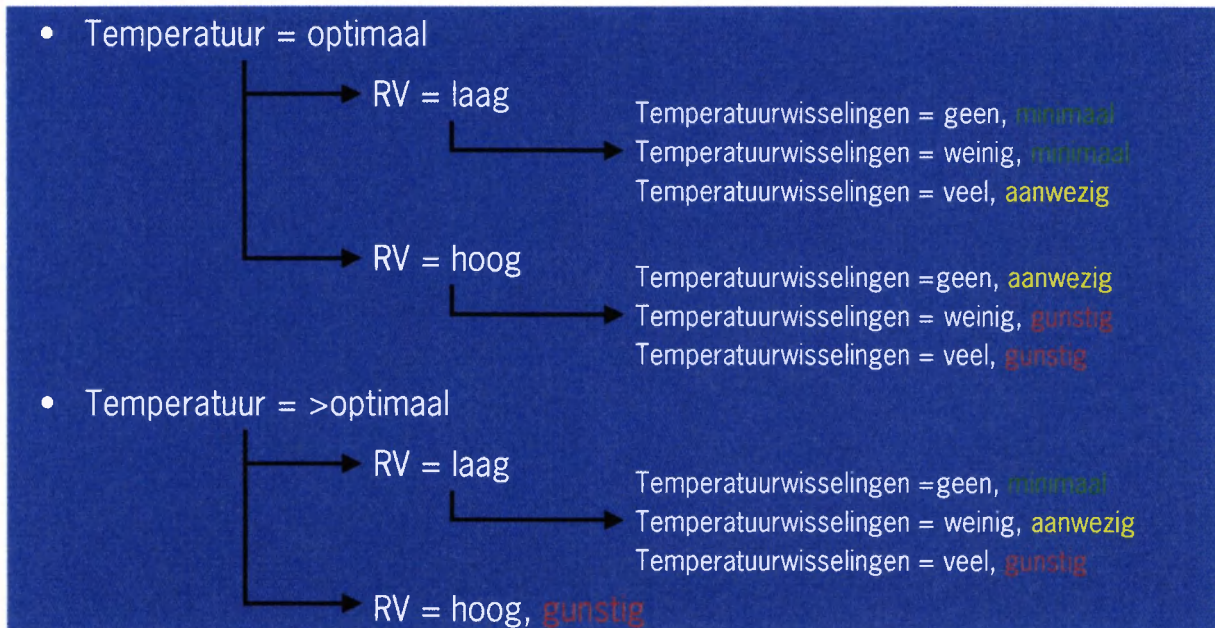 • Temperatuur = optimaal
RV = laag
Temperatuurwisselingen = geen, minimaal
Temperatuurwisselingen = weinig, minimaal
Temperatuurwisselingen = veel, aanwezig
RV = hoog
Temperatuurwisselingen =geen, aanwezig
Temperatuurwisselingen = weinig, gunstig
Temperatuurwisselingen = veel, gunstig
• Temperatuur = >optimaal
RV = laag
Temperatuurwisselingen =geen, minimaal
Temperatuurwisselingen = weinig, aanwezig
Temperatuurwisselingen = veel, gunstig
RV = hoog, gunstig